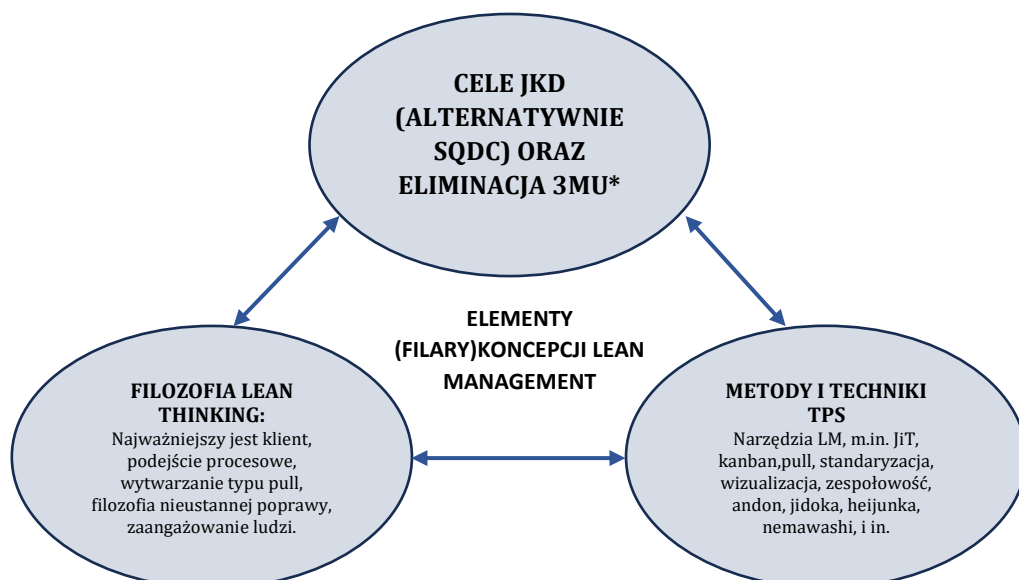 CELE JKD
(ALTERNATYWNIE
SQDC) ORAZ
ELIMINACJA 3MU*
ELEMENTY
(FILARY)KONCEPCJI LEAN
MANAGEMENT
FILOZOFIA LEAN
THINKING:
Najważniejszy jest klient,
podejście procesowe,
wytwarzanie typu pull,
filozofia nieustannej poprawy,
zaangażowanie ludzi.
METODY I TECHNIKI
TPS
Narzędzia LM, m.in. JiT,
kanban,pull, standaryzacja,
wizualizacja, zespołowość,
andon, jidoka, heijunka,
nemawashi, i in.